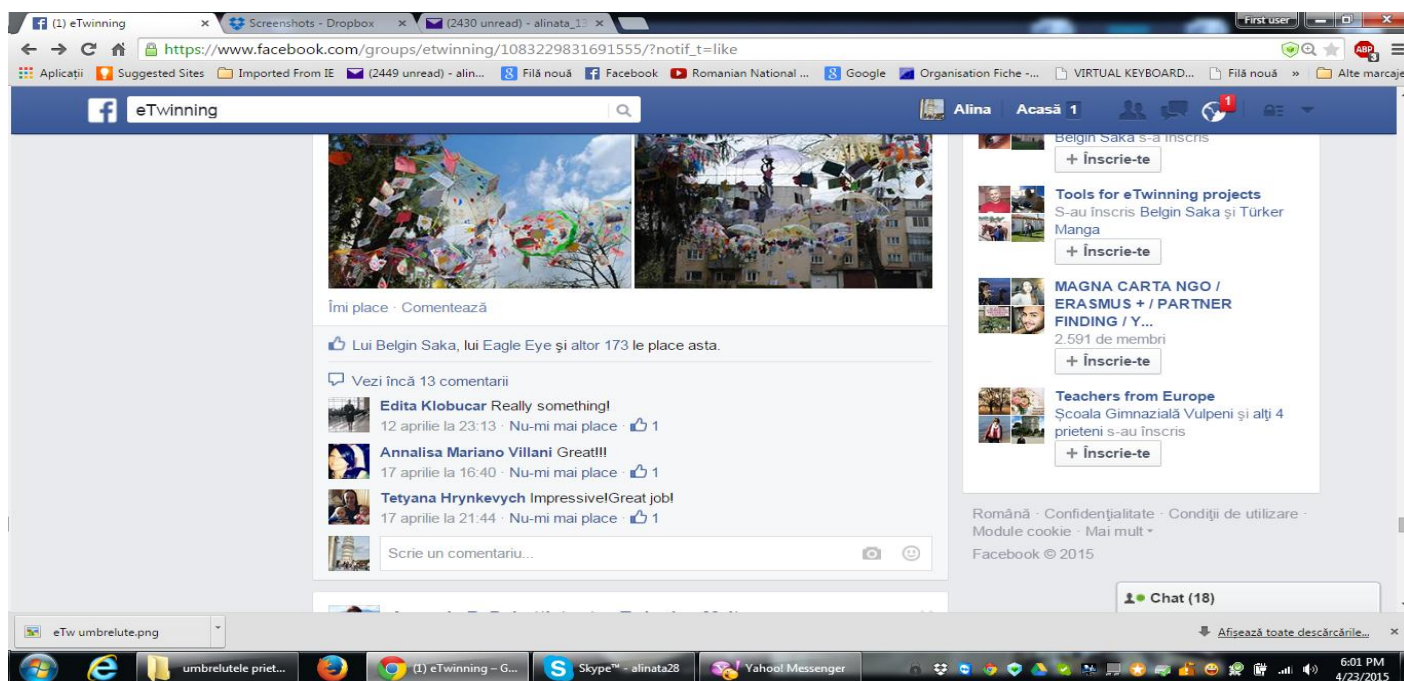 (1) eTwinning
Screenshots - Dropbox
(2430 unread) - alinata_13
First user
https://www.facebook.com/groups/etwinning/1083229831691555/?notif_t=like
ABP
3
Aplicații
Suggested Sites
Imported From IE
(2449 unread) - alin...
Filă nouă
Facebook
Romanian National ...
Google
Organisation Fiche -...
VIRTUAL KEYBOARD...
Filă nouă
»
Alte marcaje
eTwinning
Alina
Acasă 1
1
Îmi place · Comentează
Lui Belgin Saka, lui Eagle Eye și altor 173 le place asta.
Vezi încă 13 comentarii
Edita Klobucar Really something!
12 aprilie la 23:13 · Nu-mi mai place · 1
Annalisa Mariano Villani Great!!!
17 aprilie la 16:40 · Nu-mi mai place · 1
Tetyana Hrynkevych Impressive!Great job!
17 aprilie la 21:44 · Nu-mi mai place · 1
Scrie un comentariu...
Belgin Saka s-a înscris
+ Înscrie-te
Tools for eTwinning projects
S-au înscris Belgin Saka și Türker
Manga
+ Înscrie-te
MAGNA CARTA NGO /
ERASMUS + / PARTNER
FINDING / Y...
2.591 de membri
+ Înscrie-te
Teachers from Europe
Școala Gimnazială Vulpeni și alți 4
prieteni s-au înscris
+ Înscrie-te
Română · Confidențialitate · Condiții de utilizare ·
Module cookie · Mai mult
Facebook © 2015
Chat (18)
eTw umbrelute.png
Afișează toate descărcările...
umbrelutele priet...
(1) eTwinning – G...
Skype™ - alinata28
Yahoo! Messenger
6:01 PM
4/23/2015